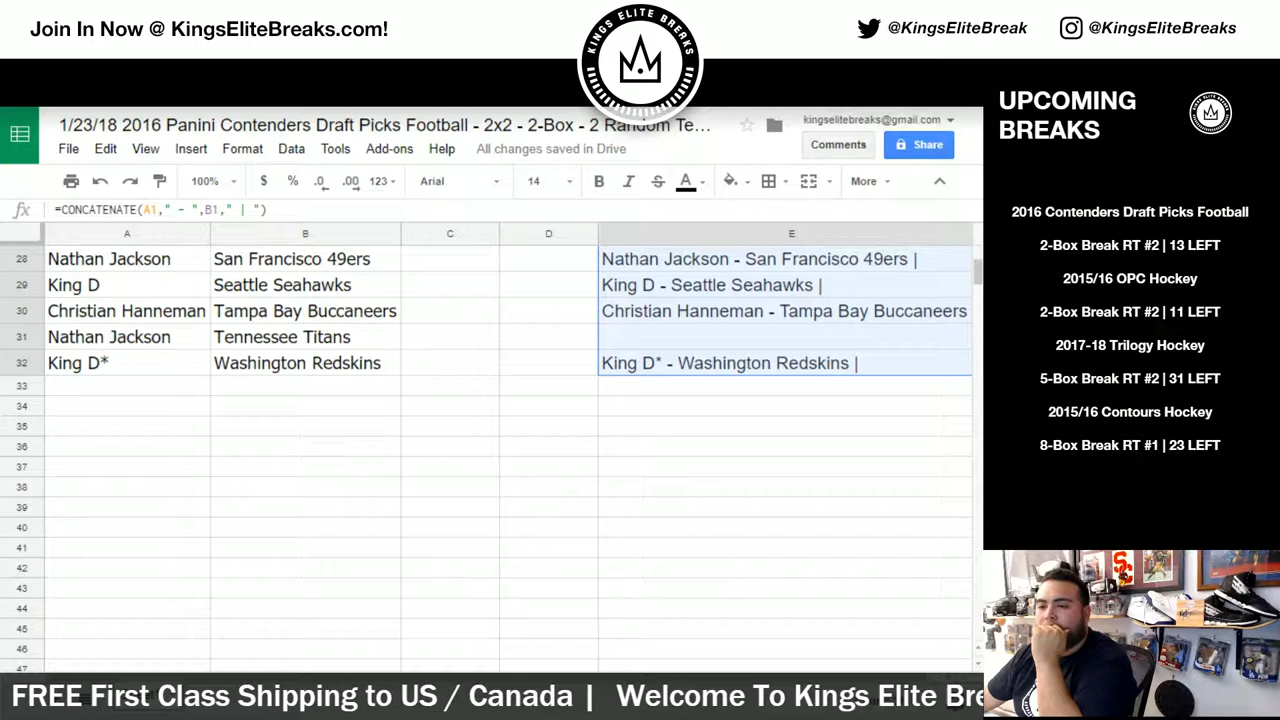 Join In Now @ KingsEliteBreaks.com!
KINGS ELITE BREAKS
@KingsEliteBreak
@KingsEliteBreaks
1/23/18 2016 Panini Contenders Draft Picks Football - 2x2 - 2-Box - 2 Random Te...
kingselitebreaks@gmail.com
File Edit View Insert Format Data Tools Add-ons Help All changes saved in Drive
Comments
Share
100% $ % .0 .00 123 Arial 14 B I S A More
fx =CONCATENATE(A1," - ",B1," | ")
A B C D E
28 Nathan Jackson San Francisco 49ers Nathan Jackson - San Francisco 49ers |
29 King D Seattle Seahawks King D - Seattle Seahawks |
30 Christian Hanneman Tampa Bay Buccaneers Christian Hanneman - Tampa Bay Buccaneers
31 Nathan Jackson Tennessee Titans
32 King D* Washington Redskins King D* - Washington Redskins |
33
34
35
36
37
38
39
40
41
42
43
44
45
46
47
UPCOMING
BREAKS
2016 Contenders Draft Picks Football
2-Box Break RT #2 | 13 LEFT
2015/16 OPC Hockey
2-Box Break RT #2 | 11 LEFT
2017-18 Trilogy Hockey
5-Box Break RT #2 | 31 LEFT
2015/16 Contours Hockey
8-Box Break RT #1 | 23 LEFT
FREE First Class Shipping to US / Canada | Welcome To Kings Elite Bre